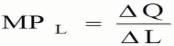 MP L = ΔQ / ΔL